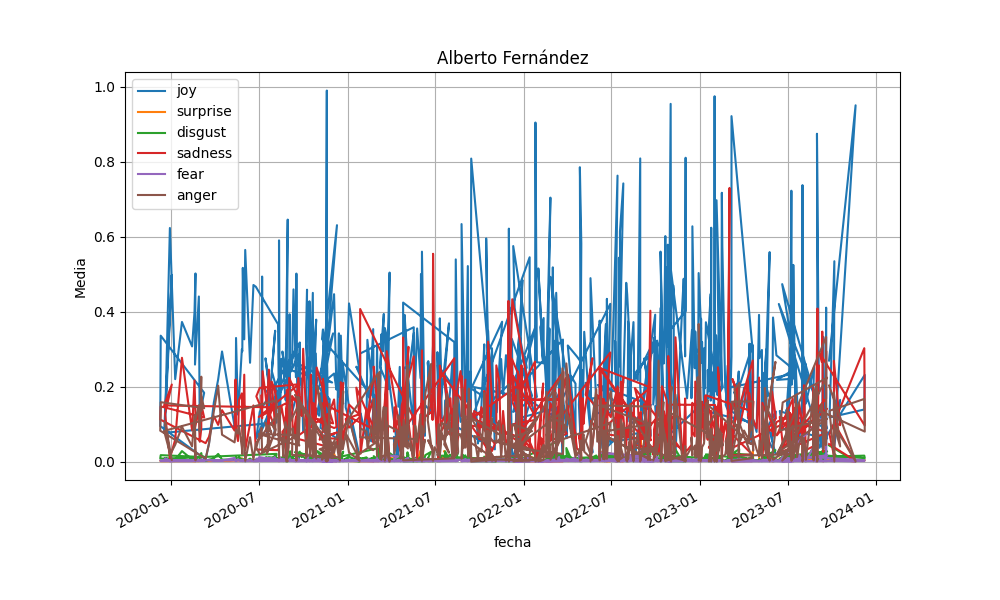 Alberto Fernández
1.0
0.8
0.6
0.4
0.2
0.0
Media
joy
surprise
disgust
sadness
fear
anger
2020-01
2020-07
2021-01
2021-07
2022-01
2022-07
2023-01
2023-07
2024-01
fecha